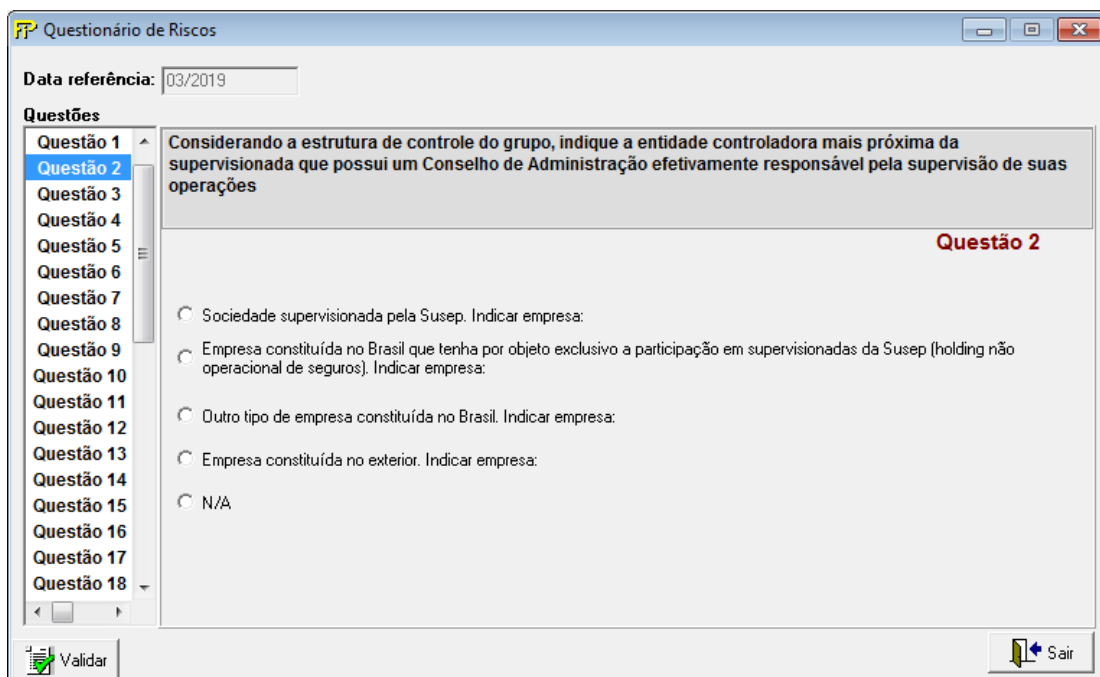 FIP Questionário de Riscos
Data referência: 03/2019
Questões
Questão 1
Questão 2
Questão 3
Questão 4
Questão 5
Questão 6
Questão 7
Questão 8
Questão 9
Questão 10
Questão 11
Questão 12
Questão 13
Questão 14
Questão 15
Questão 16
Questão 17
Questão 18
Considerando a estrutura de controle do grupo, indique a entidade controladora mais próxima da
supervisionada que possui um Conselho de Administração efetivamente responsável pela supervisão de suas
operações
Questão 2
Sociedade supervisionada pela Susep. Indicar empresa:
Empresa constituída no Brasil que tenha por objeto exclusivo a participação em supervisionadas da Susep (holding não
operacional de seguros). Indicar empresa:
Outro tipo de empresa constituída no Brasil. Indicar empresa:
Empresa constituída no exterior. Indicar empresa:
N/A
Validar
Sair